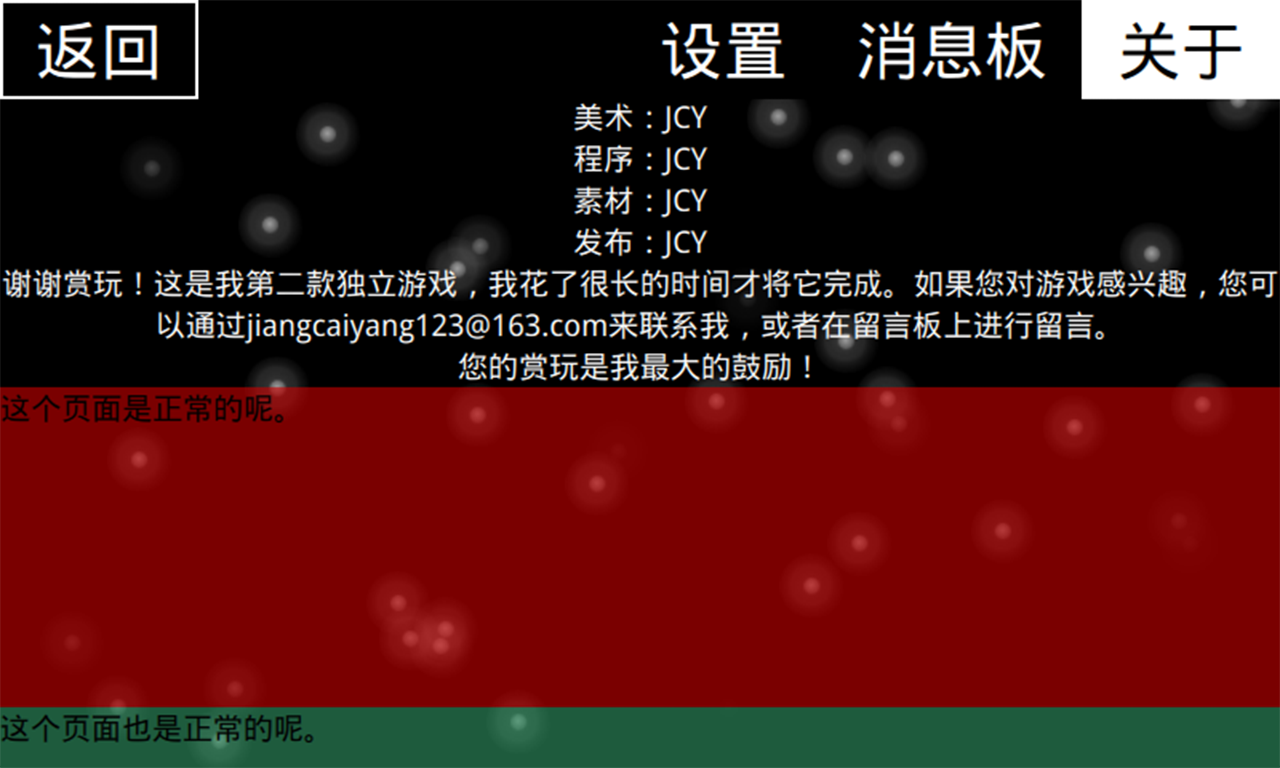 返回 设置 消息板 关于
美术：JCY
程序：JCY
素材：JCY
发布：JCY
谢谢赏玩！这是我第二款独立游戏，我花了很长的时间才将它完成。如果您对游戏感兴趣，您可
以通过jiangcaiyang123@163.com来联系我，或者在留言板上进行留言。
您的赏玩是我最大的鼓励！
这个页面是正常的呢。
这个页面也是正常的呢。